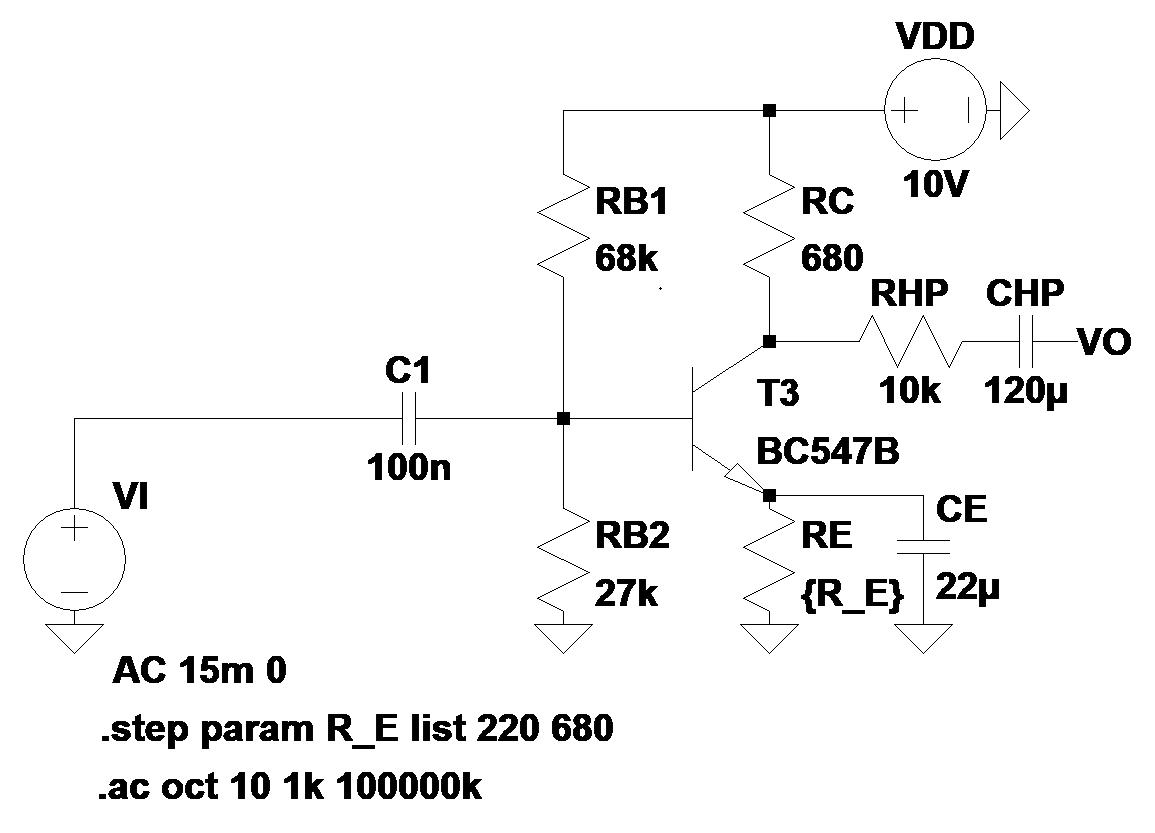 VDD
10V
RB1
68k
RC
680
RHP
10k
CHP
120µ
VO
C1
100n
T3
BC547B
VI
RB2
27k
RE
{R_E}
CE
22µ
AC 15m 0
.step param R_E list 220 680
.ac oct 10 1k 100000k